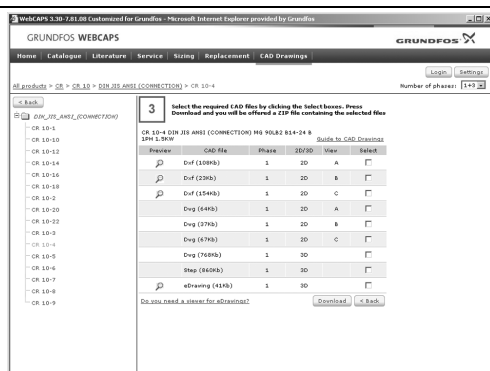 WebCAPS 3.30-7.81.08 Customized for Grundfos - Microsoft Internet Explorer provided by Grundfos
GRUNDFOS WEBCAPS
GRUNDFOS
Home Catalogue Literature Service Sizing Replacement CAD Drawings
Login Settings
All products > CR > CR 10 > DIN JIS ANSI (CONNECTION) > CR 10-4
Number of phases: 1+3
< Back
DIN_JIS_ANSI_(CONNECTION)
CR 10-1
CR 10-10
CR 10-12
CR 10-14
CR 10-16
CR 10-18
CR 10-2
CR 10-20
CR 10-22
CR 10-3
CR 10-4
CR 10-5
CR 10-6
CR 10-7
CR 10-8
CR 10-9
3
Select the required CAD files by clicking the Select boxes. Press
Download and you will be offered a ZIP file containing the selected files
CR 10-4 DIN JIS ANSI (CONNECTION) MG 90LB2 B14-24 B
1PH 1.5KW
Guide to CAD Drawings
Preview CAD file Phase 2D/3D View Select
Dxf (108Kb) 1 2D A
Dxf (23Kb) 1 2D B
Dxf (154Kb) 1 2D C
Dwg (64Kb) 1 2D A
Dwg (37Kb) 1 2D B
Dwg (67Kb) 1 2D C
Dwg (768Kb) 1 3D
Step (860Kb) 1 3D
eDrawing (41Kb) 1 3D
Do you need a viewer for eDrawings?
Download < Back